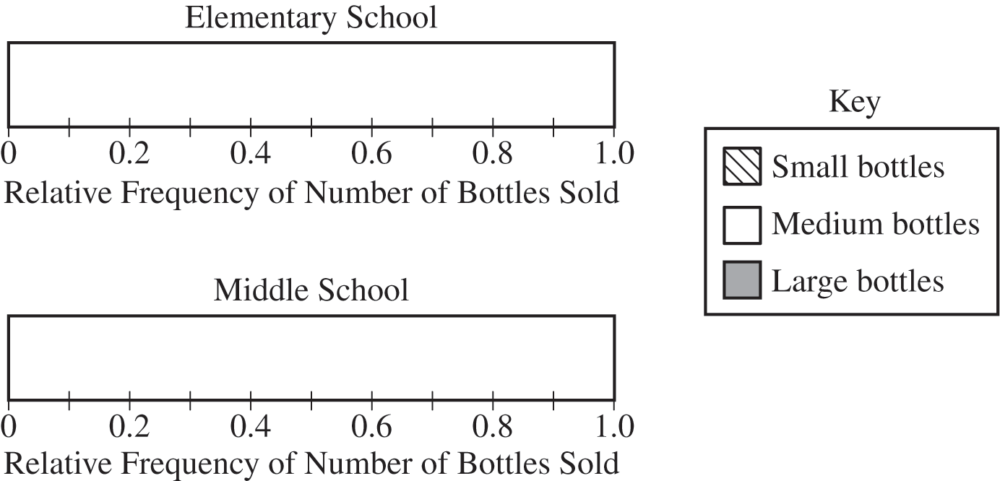 Elementary School
0 0.2 0.4 0.6 0.8 1.0
Relative Frequency of Number of Bottles Sold
Key
Small bottles
Medium bottles
Large bottles
Middle School
0 0.2 0.4 0.6 0.8 1.0
Relative Frequency of Number of Bottles Sold